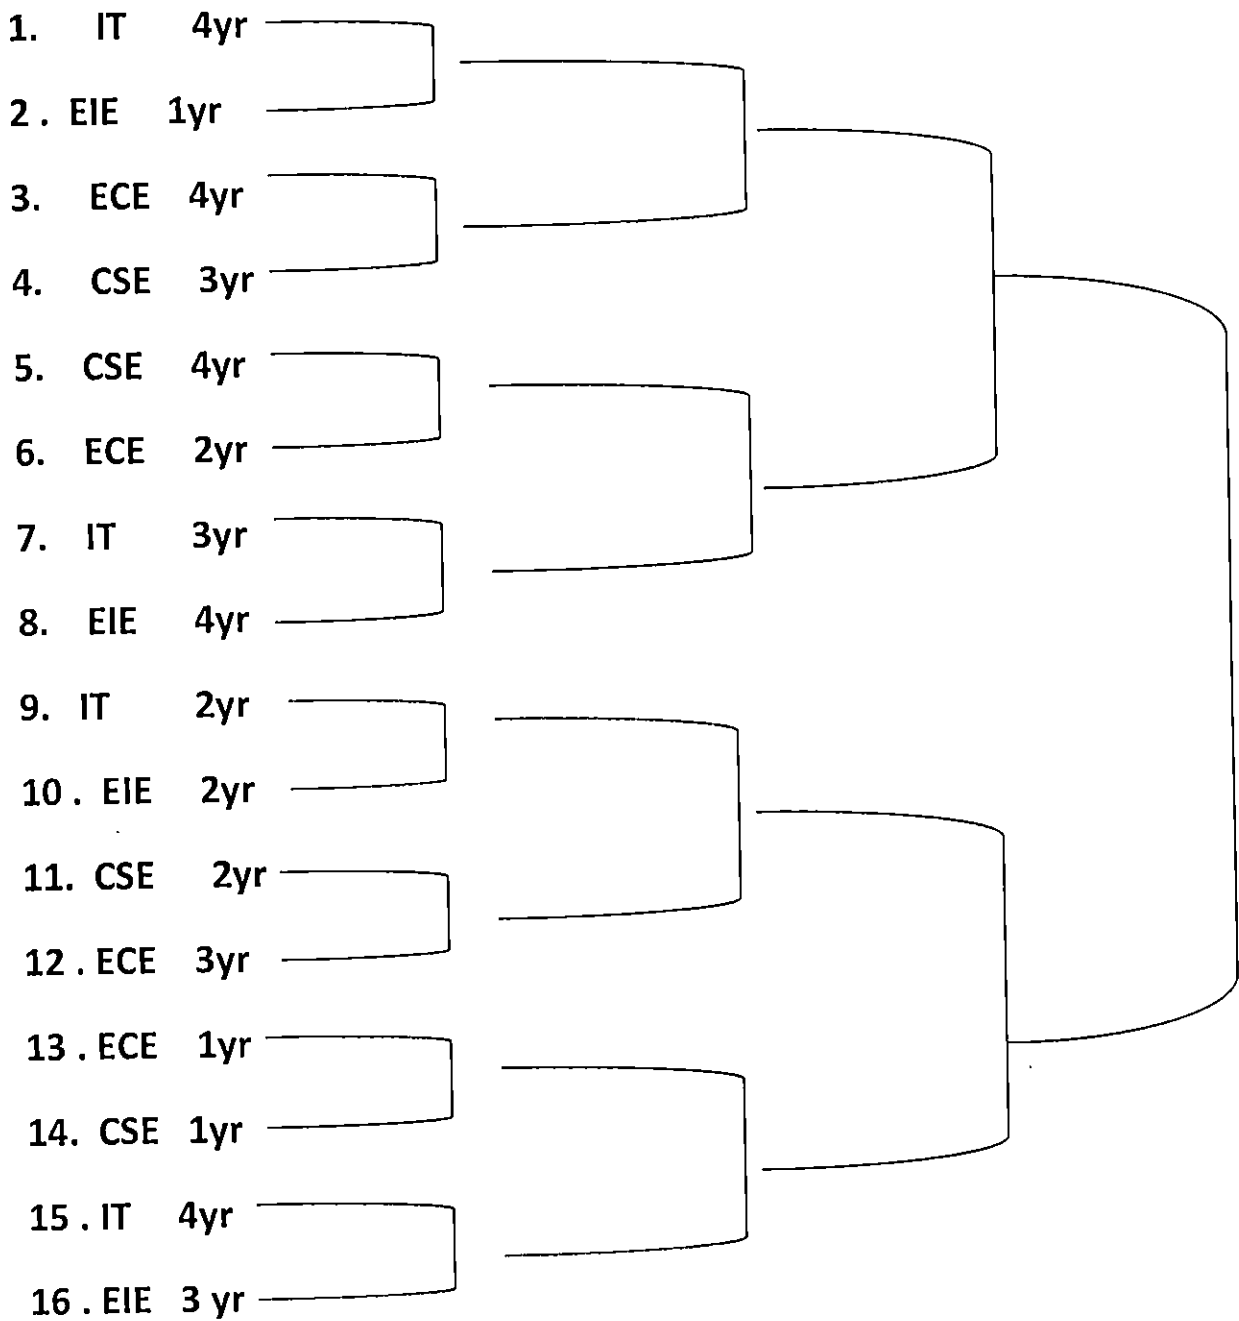 1. IT 4yr
2 . EIE 1yr
3. ECE 4yr
4. CSE 3yr
5. CSE 4yr
6. ECE 2yr
7. IT 3yr
8. EIE 4yr
9. IT 2yr
10 . EIE 2yr
11. CSE 2yr
12 . ECE 3yr
13 . ECE 1yr
14. CSE 1yr
15 . IT 4yr
16 . EIE 3 yr